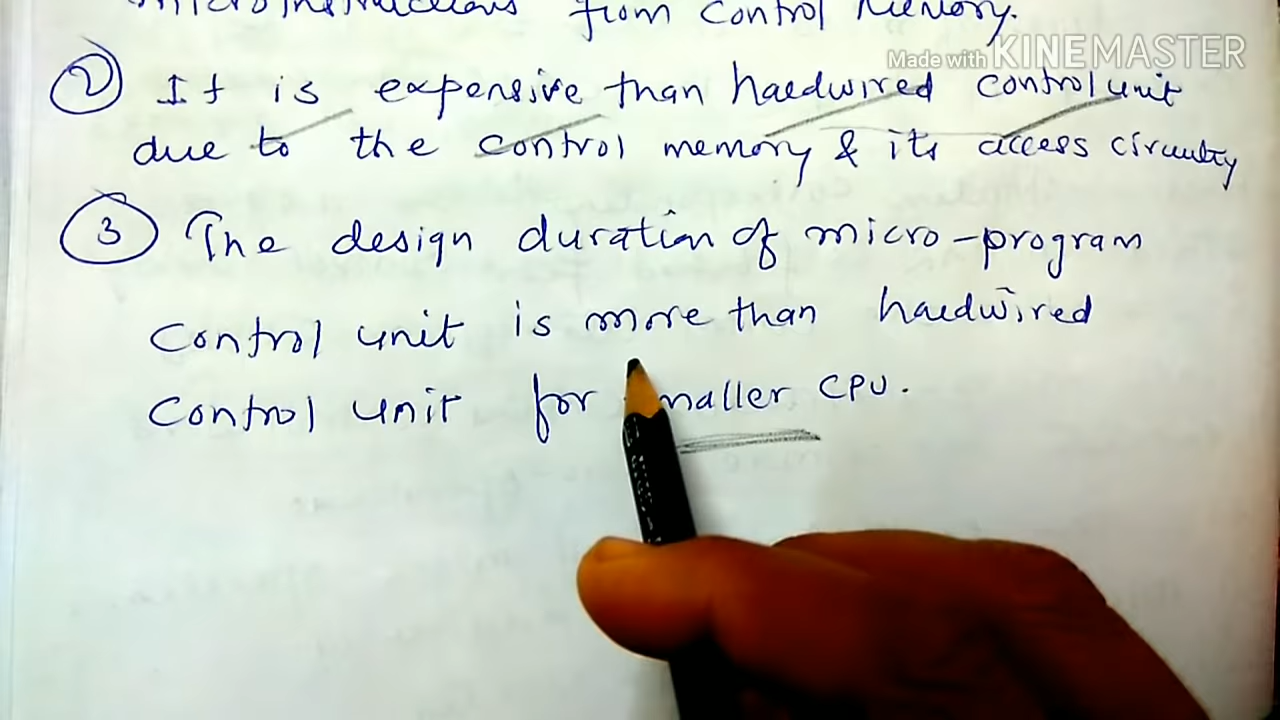 microinstructions from control memory.
Made with KINEMASTER
② It is expensive than hardwired control unit
due to the control memory & its access circuitry
③ The design duration of micro-program
Control unit is more than hardwired
Control unit for smaller CPU.